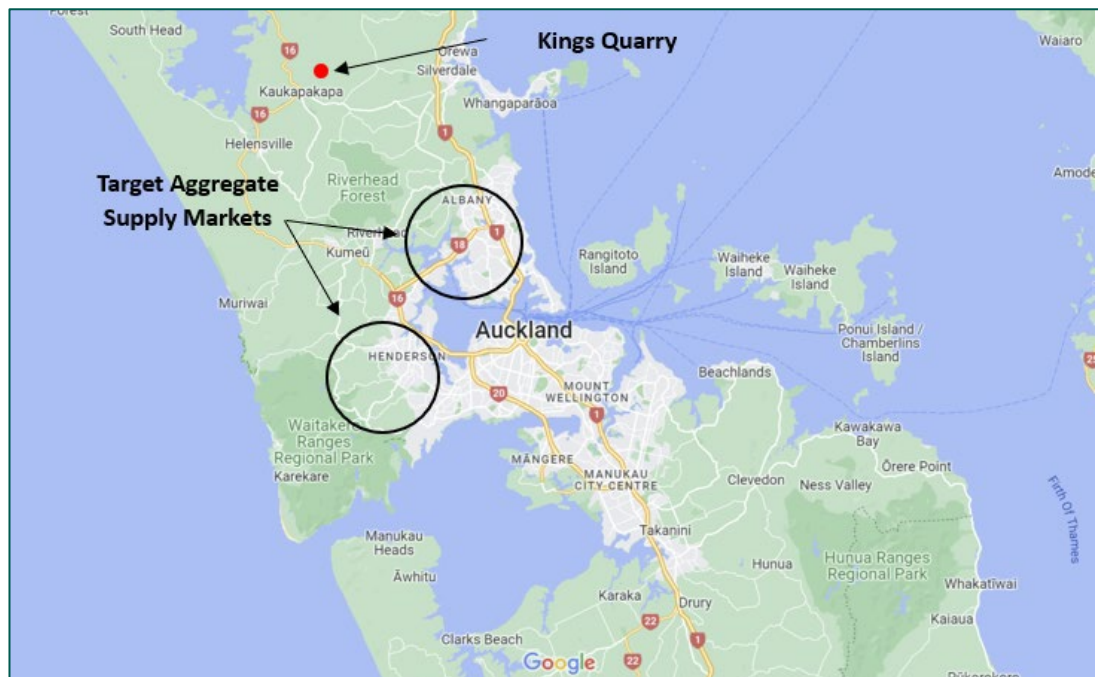 Forest
South Head
16
Kaukapakapa
16
Helensville
Kings Quarry
Orewa
Silverdale
Whangaparāoa
1
Waiaro
Target Aggregate
Supply Markets
Riverhead
Forest
ALBANY
Kumeū
18
1
16
Muriwai
Rangitoto
Island
Waiheke
Island
Waiheke
Island
Ponui Island /
Chamberlins
Island
Amode
25
Auckland
HENDERSON
20
MOUNT
WELLINGTON
1
Beachlands
Waitakere
Ranges
Regional Park
Karekare
MĀNGERE
MANUKAU
CITY CENTRE
Clevedon
Kawakawa
Bay
Ōrere Point
Ness Valley
Takanini
Manukau
Heads
Āwhitu
Hunua
Hunua Ranges
Regional Park
Firth Of Thames
Whakatīwai
Kaiaua
Karaka
Drury
22
1
Clarks Beach
Google
22